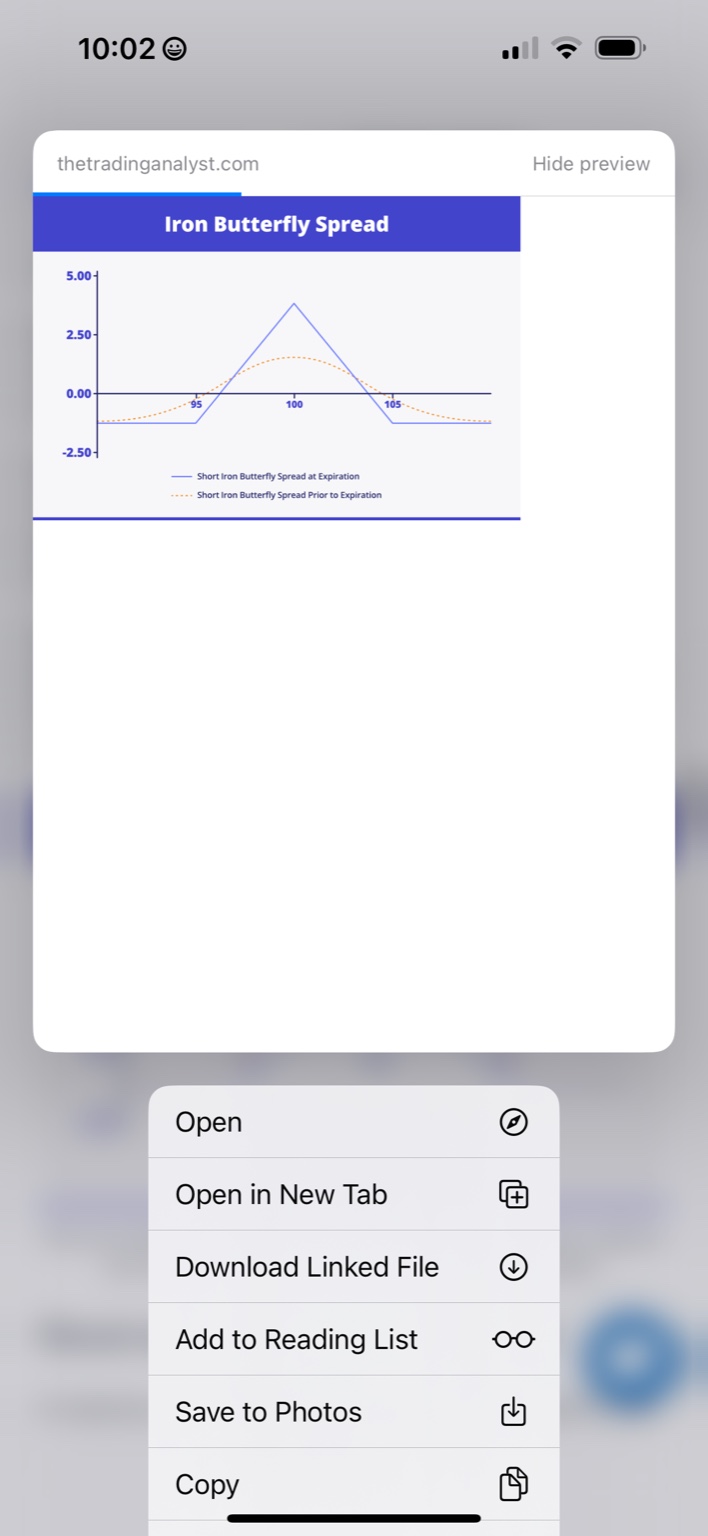 10:02
thetradinganalyst.com Hide preview
Iron Butterfly Spread
5.00
2.50
0.00
95 100 105
-2.50
Short Iron Butterfly Spread at Expiration
Short Iron Butterfly Spread Prior to Expiration
Open
Open in New Tab
Download Linked File
Add to Reading List
Save to Photos
Copy